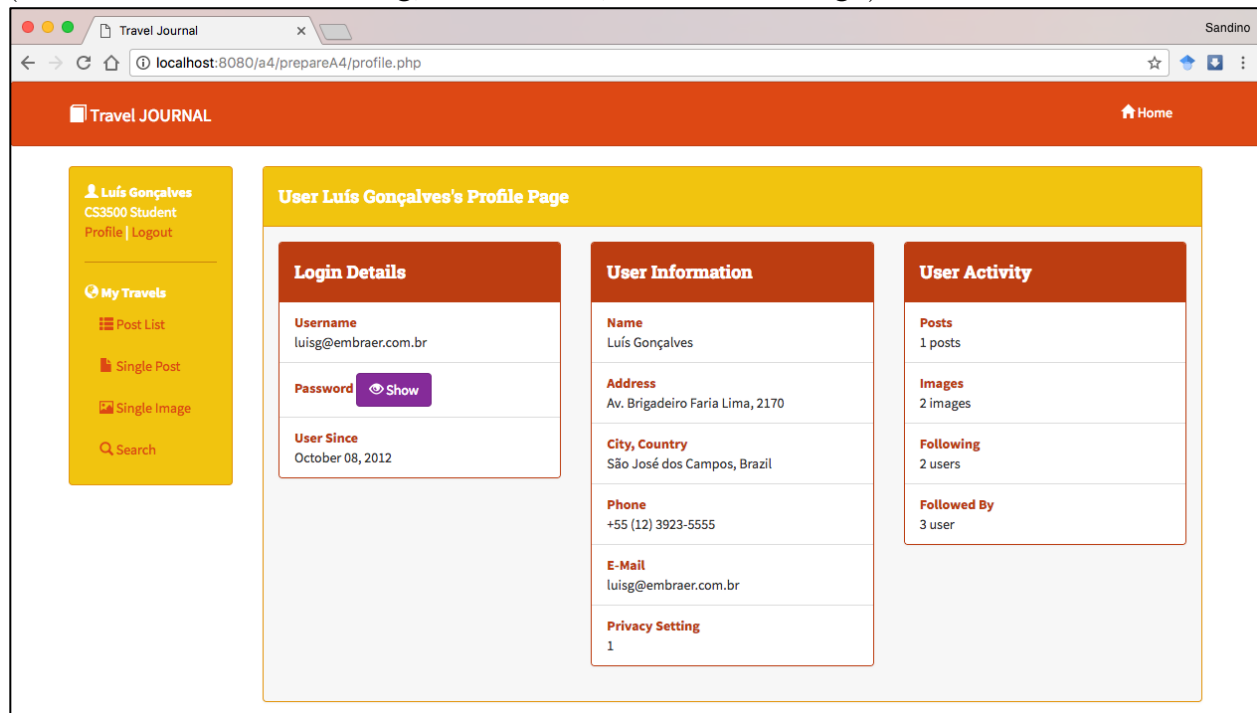 Travel Journal
Sandino
localhost:8080/a4/prepareA4/profile.php
Travel JOURNAL
Home
Luís Gonçalves
CS3500 Student
Profile | Logout
My Travels
Post List
Single Post
Single Image
Search
User Luís Gonçalves's Profile Page
Login Details
Username
luisg@embraer.com.br
Password Show
User Since
October 08, 2012
User Information
Name
Luís Gonçalves
Address
Av. Brigadeiro Faria Lima, 2170
City, Country
São José dos Campos, Brazil
Phone
+55 (12) 3923-5555
E-Mail
luisg@embraer.com.br
Privacy Setting
1
User Activity
Posts
1 posts
Images
2 images
Following
2 users
Followed By
3 user